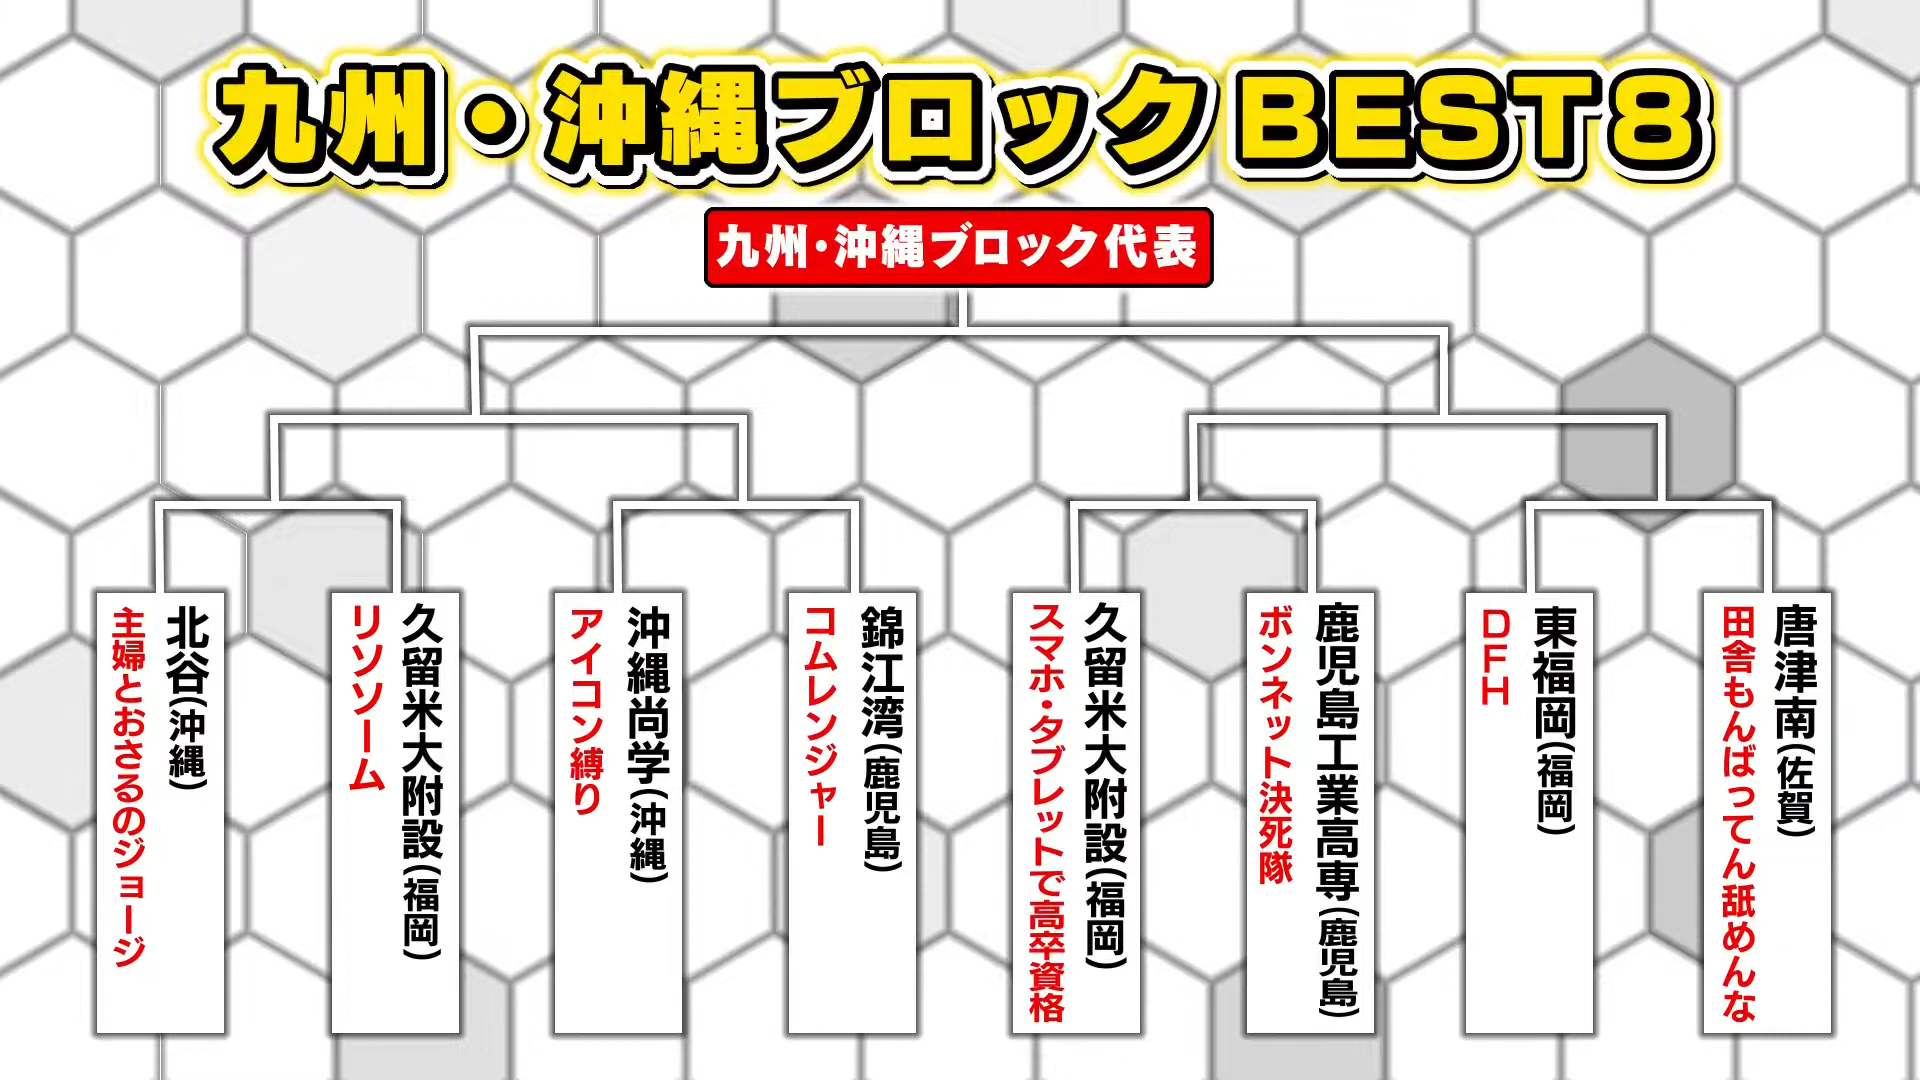 九州・沖縄ブロックBEST8
九州・沖縄ブロック代表
北谷(沖縄)
主婦とおさるのジョージ
久留米大附設(福岡)
リソソーム
沖縄尚学(沖縄)
アイコン縛り
錦江湾(鹿児島)
コムレンジャー
久留米大附設(福岡)
スマホ・タブレットで高卒資格
鹿児島工業高専(鹿児島)
ボンネット決死隊
東福岡(福岡)
DFH
唐津南(佐賀)
田舎もんばってん舐めんな